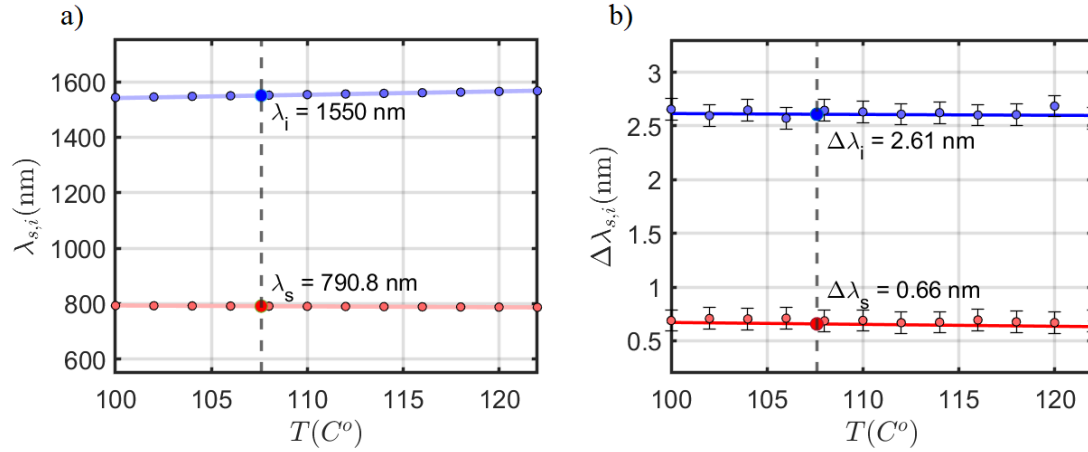 a)
λs,i(nm)
1600
1400
1200
1000
800
600
λi = 1550 nm
λs = 790.8 nm
100 105 110 115 120
T(C^o)
b)
Δλs,i(nm)
3
2.5
2
1.5
1
0.5
Δλi = 2.61 nm
Δλs = 0.66 nm
100 105 110 115 120
T(C^o)